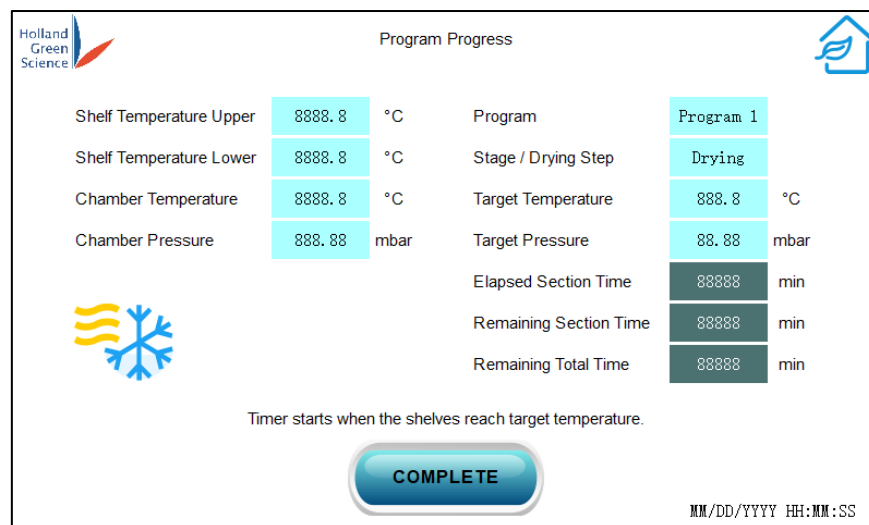 Holland
Green
Science
Program Progress
Shelf Temperature Upper 8888.8 °C Program Program 1
Shelf Temperature Lower 8888.8 °C Stage / Drying Step Drying
Chamber Temperature 8888.8 °C Target Temperature 888.8 °C
Chamber Pressure 888.88 mbar Target Pressure 88.88 mbar
Elapsed Section Time 88888 min
Remaining Section Time 88888 min
Remaining Total Time 88888 min
Timer starts when the shelves reach target temperature.
COMPLETE
MM/DD/YYYY HH:MM:SS